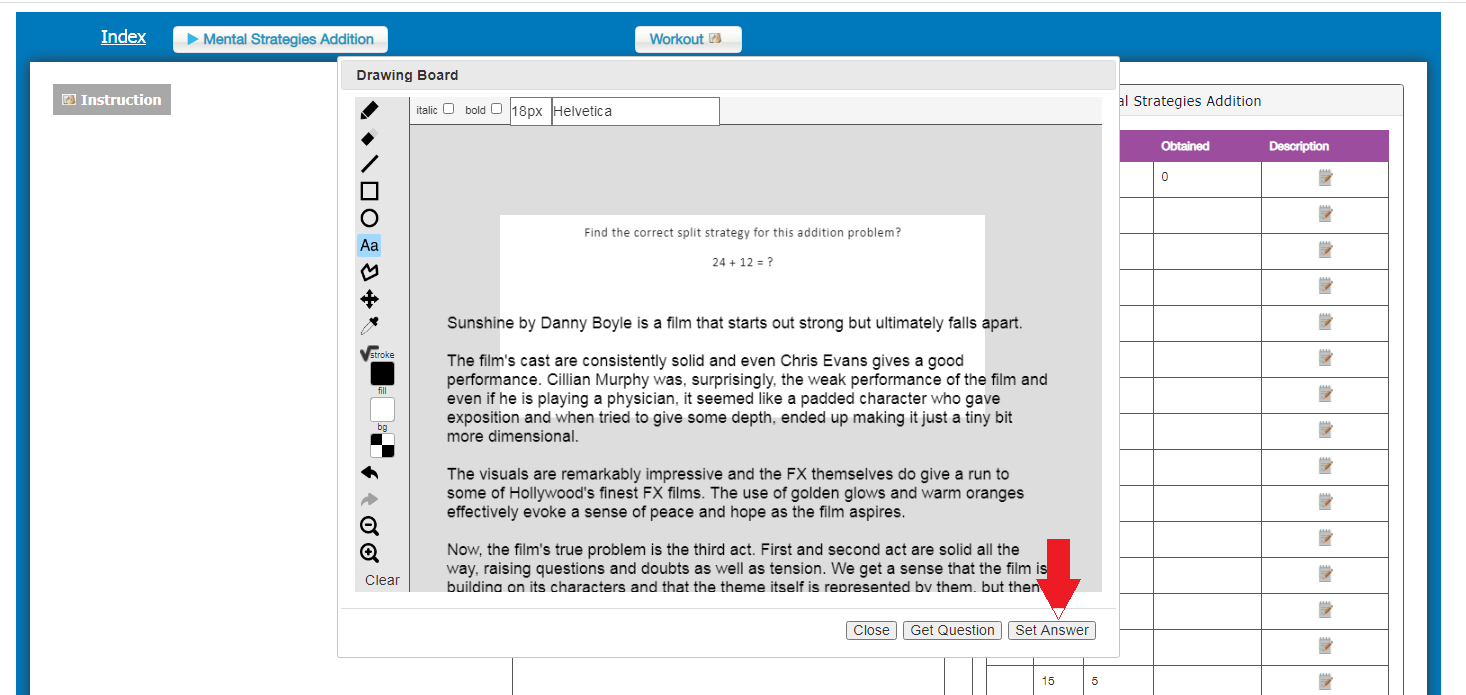 Index
Mental Strategies Addition
Workout
Drawing Board
Instruction
italic
bold
18px
Helvetica
al Strategies Addition
Obtained
Description
0
Find the correct split strategy for this addition problem?
24 + 12 = ?
Aa
Sunshine by Danny Boyle is a film that starts out strong but ultimately falls apart.
The film's cast are consistently solid and even Chris Evans gives a good
performance. Cillian Murphy was, surprisingly, the weak performance of the film and
even if he is playing a physician, it seemed like a padded character who gave
exposition and when tried to give some depth, ended up making it just a tiny bit
more dimensional.
The visuals are remarkably impressive and the FX themselves do give a run to
some of Hollywood's finest FX films. The use of golden glows and warm oranges
effectively evoke a sense of peace and hope as the film aspires.
Now, the film's true problem is the third act. First and second act are solid all the
way, raising questions and doubts as well as tension. We get a sense that the film is
building on its characters and that the theme itself is represented by them, but then
stroke
fill
bg
Clear
Close
Get Question
Set Answer
15
5